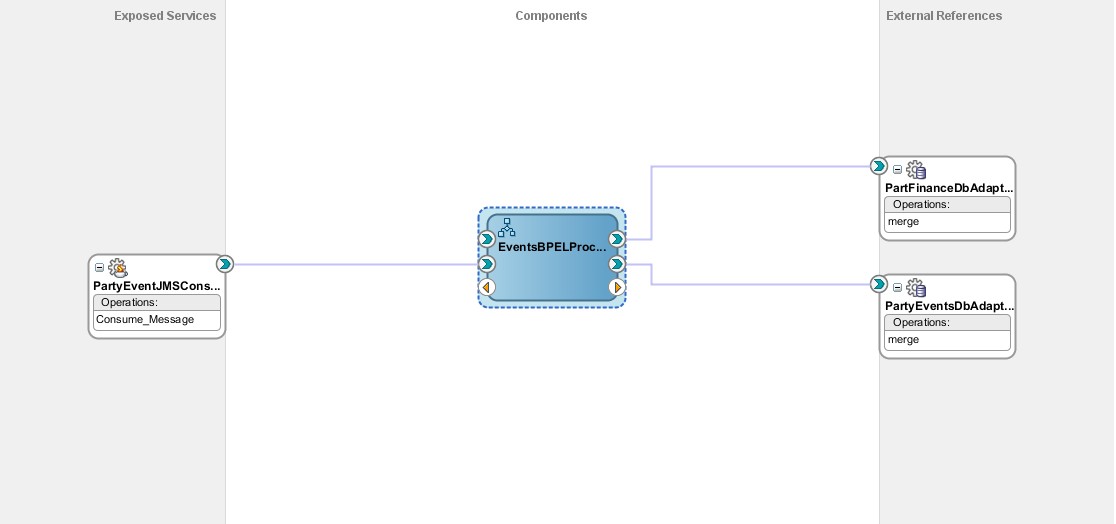 Exposed Services
Components
External References
PartyEventJMSCons...
Operations:
Consume_Message
EventsBPELProc...
PartFinanceDbAdapt...
Operations:
merge
PartyEventsDbAdapt...
Operations:
merge